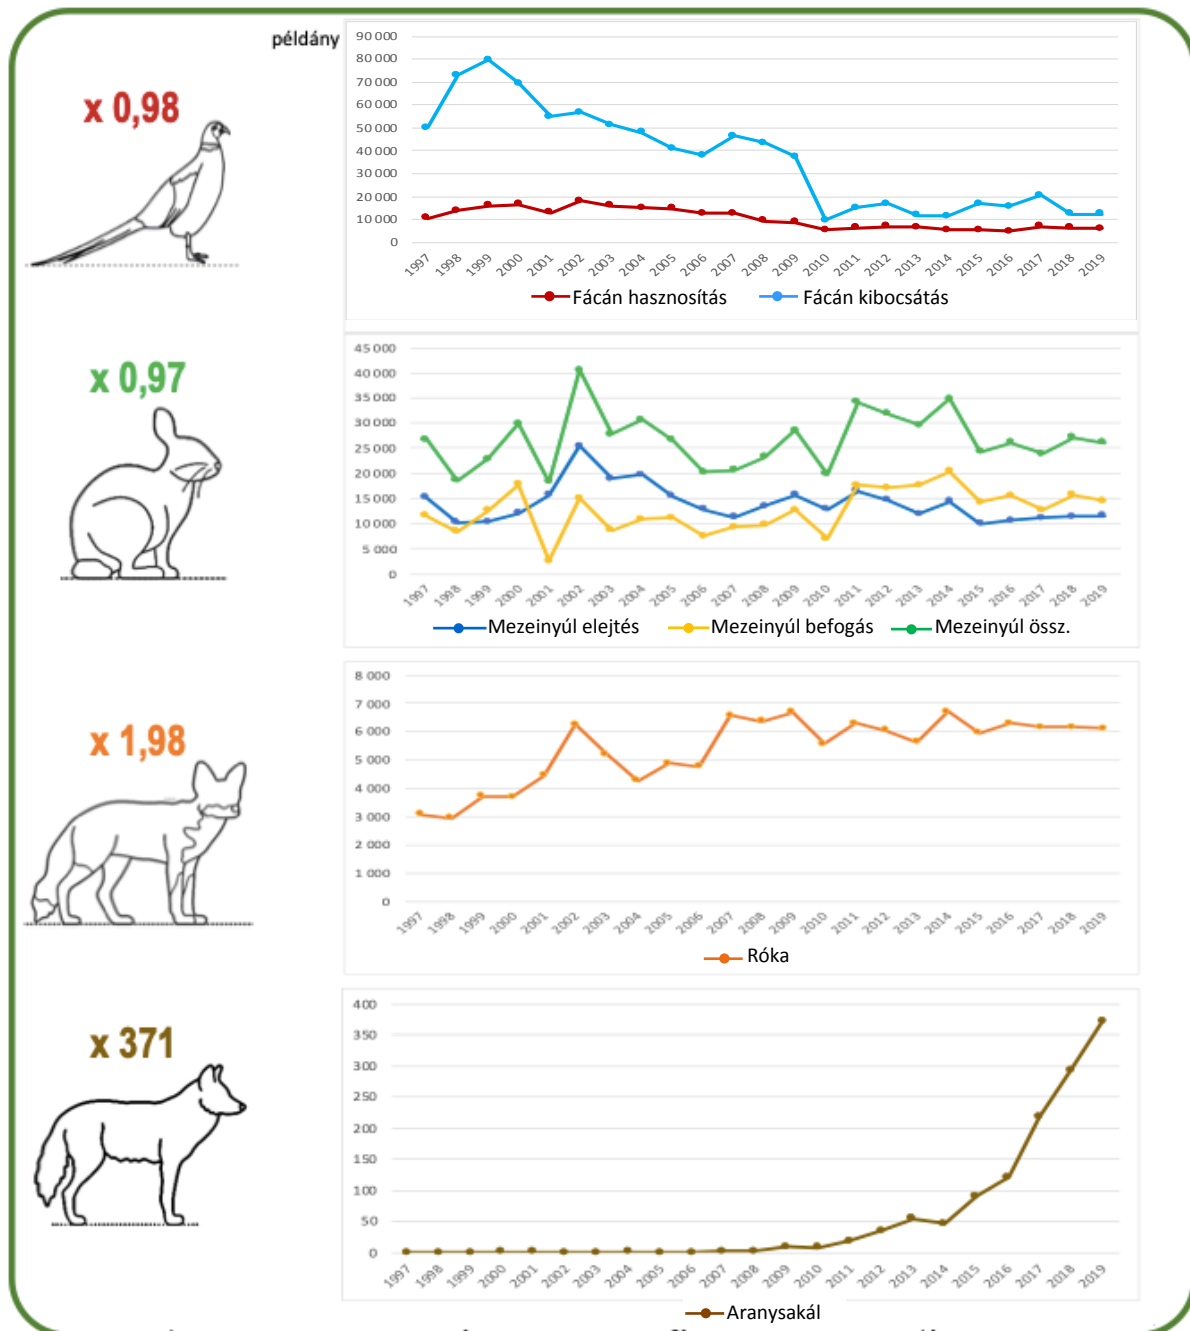 példány
x 0,98
90 000
80 000
70 000
60 000
50 000
40 000
30 000
20 000
10 000
0
1997 1998 1999 2000 2001 2002 2003 2004 2005 2006 2007 2008 2009 2010 2011 2012 2013 2014 2015 2016 2017 2018 2019
Fácán hasznosítás Fácán kibocsátás
x 0,97
45 000
40 000
35 000
30 000
25 000
20 000
15 000
10 000
5 000
0
1997 1998 1999 2000 2001 2002 2003 2004 2005 2006 2007 2008 2009 2010 2011 2012 2013 2014 2015 2016 2017 2018 2019
Mezeinyúl elejtés Mezeinyúl befogás Mezeinyúl össz.
x 1,98
8 000
7 000
6 000
5 000
4 000
3 000
2 000
1 000
0
1997 1998 1999 2000 2001 2002 2003 2004 2005 2006 2007 2008 2009 2010 2011 2012 2013 2014 2015 2016 2017 2018 2019
Róka
x 371
400
350
300
250
200
150
100
50
0
1997 1998 1999 2000 2001 2002 2003 2004 2005 2006 2007 2008 2009 2010 2011 2012 2013 2014 2015 2016 2017 2018 2019
Aranysakál